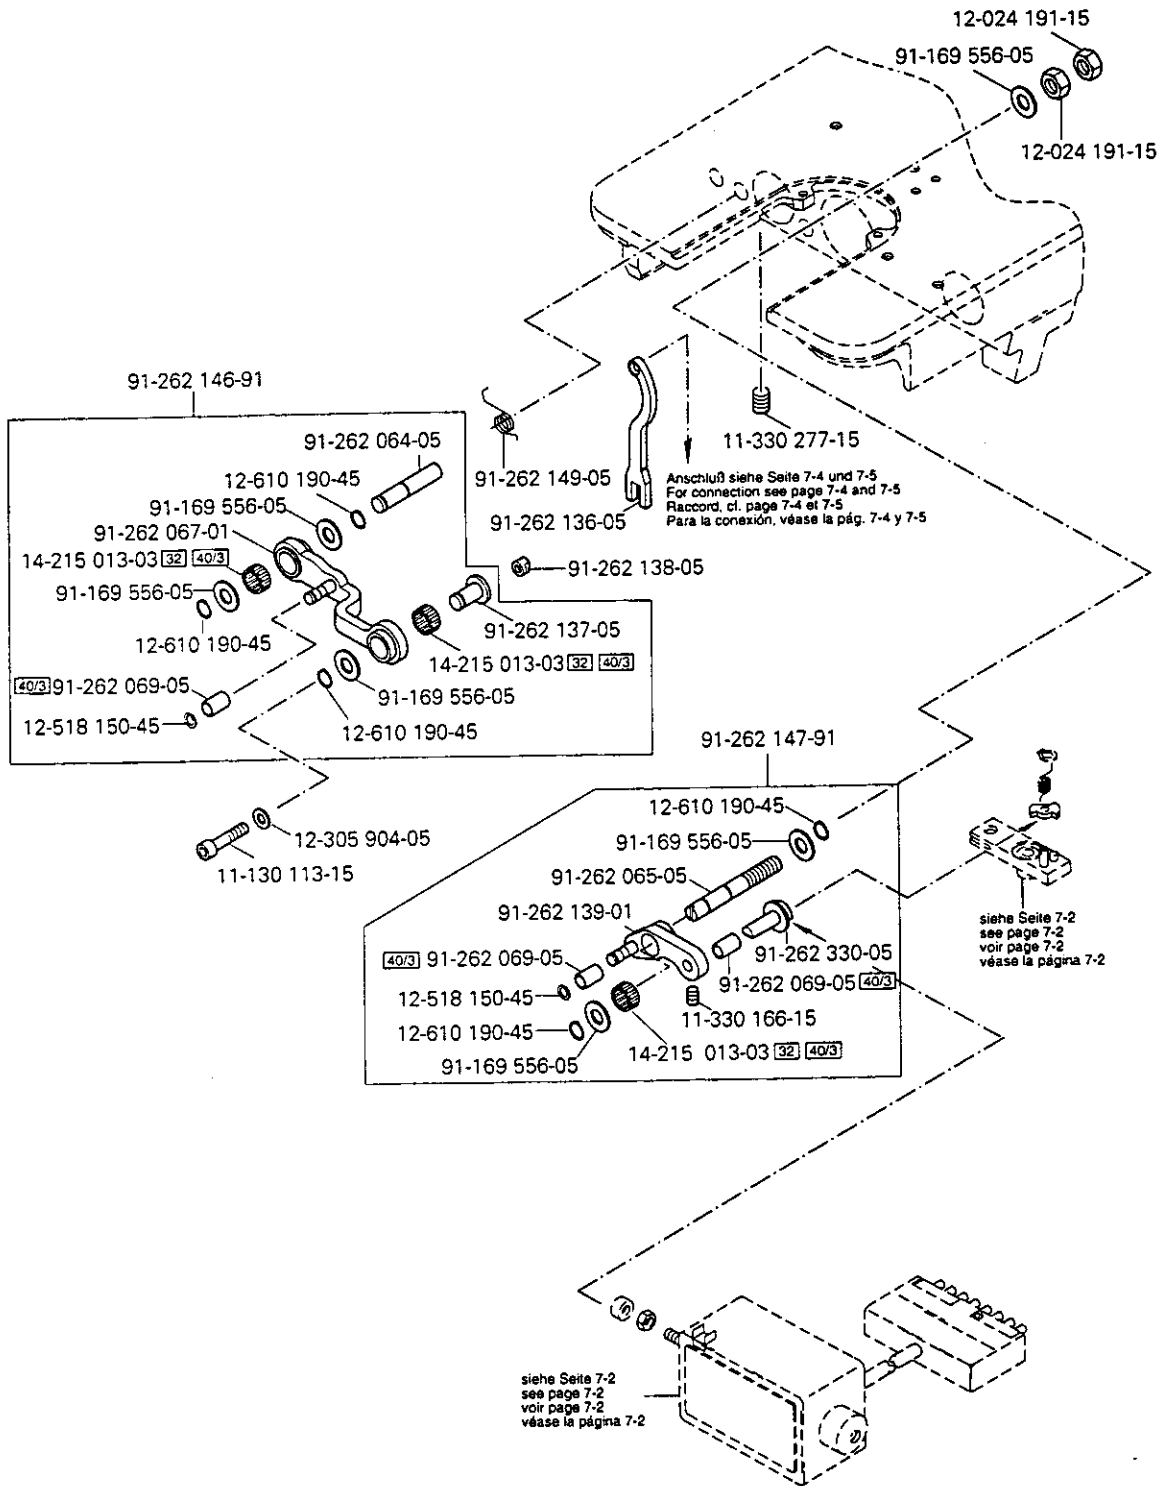 12-024 191-15
91-169 556-05
12-024 191-15
91-262 146-91
91-262 064-05
12-610 190-45
91-169 556-05
91-262 067-01
14-215 013-03 32 40/3
91-169 556-05
12-610 190-45
40/3 91-262 069-05
12-518 150-45
91-262 149-05
91-262 136-05
11-330 277-15
Anschluß siehe Seite 7-4 und 7-5
For connection see page 7-4 and 7-5
Raccord, cf. page 7-4 et 7-5
Para la conexión, véase la pág. 7-4 y 7-5
91-262 138-05
91-262 137-05
14-215 013-03 32 40/3
91-169 556-05
12-610 190-45
12-305 904-05
11-130 113-15
91-262 147-91
12-610 190-45
91-169 556-05
91-262 065-05
91-262 139-01
40/3 91-262 069-05
12-518 150-45
12-610 190-45
91-169 556-05
91-262 330-05
91-262 069-05 40/3
11-330 166-15
14-215 013-03 32 40/3
siehe Seite 7-2
see page 7-2
voir page 7-2
véase la página 7-2
siehe Seite 7-2
see page 7-2
voir page 7-2
véase la página 7-2